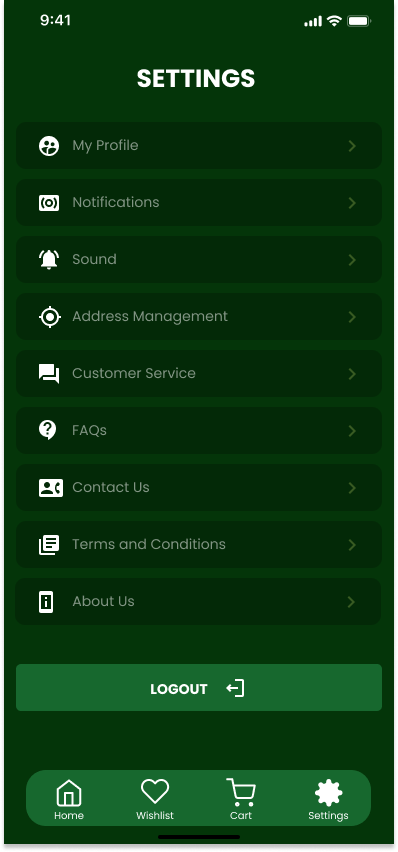 9:41
SETTINGS
My Profile
Notifications
Sound
Address Management
Customer Service
FAQs
Contact Us
Terms and Conditions
About Us
LOGOUT
Home Wishlist Cart Settings